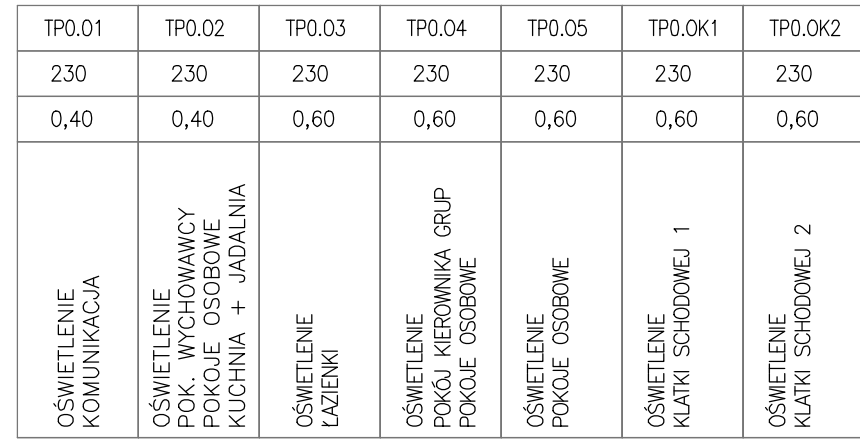 TP0.01 TP0.02 TP0.03 TP0.04 TP0.05 TP0.0K1 TP0.0K2
230 230 230 230 230 230 230
0,40 0,40 0,60 0,60 0,60 0,60 0,60
OŚWIETLENIE
KOMUNIKACJA
OŚWIETLENIE
POK. WYCHOWAWCY
POKOJE OSOBOWE
KUCHNIA + JADALNIA
OŚWIETLENIE
ŁAZIENKI
OŚWIETLENIE
POKÓJ KIEROWNIKA GRUP
POKOJE OSOBOWE
OŚWIETLENIE
POKOJE OSOBOWE
OŚWIETLENIE
KLATKI SCHODOWEJ 1
OŚWIETLENIE
KLATKI SCHODOWEJ 2